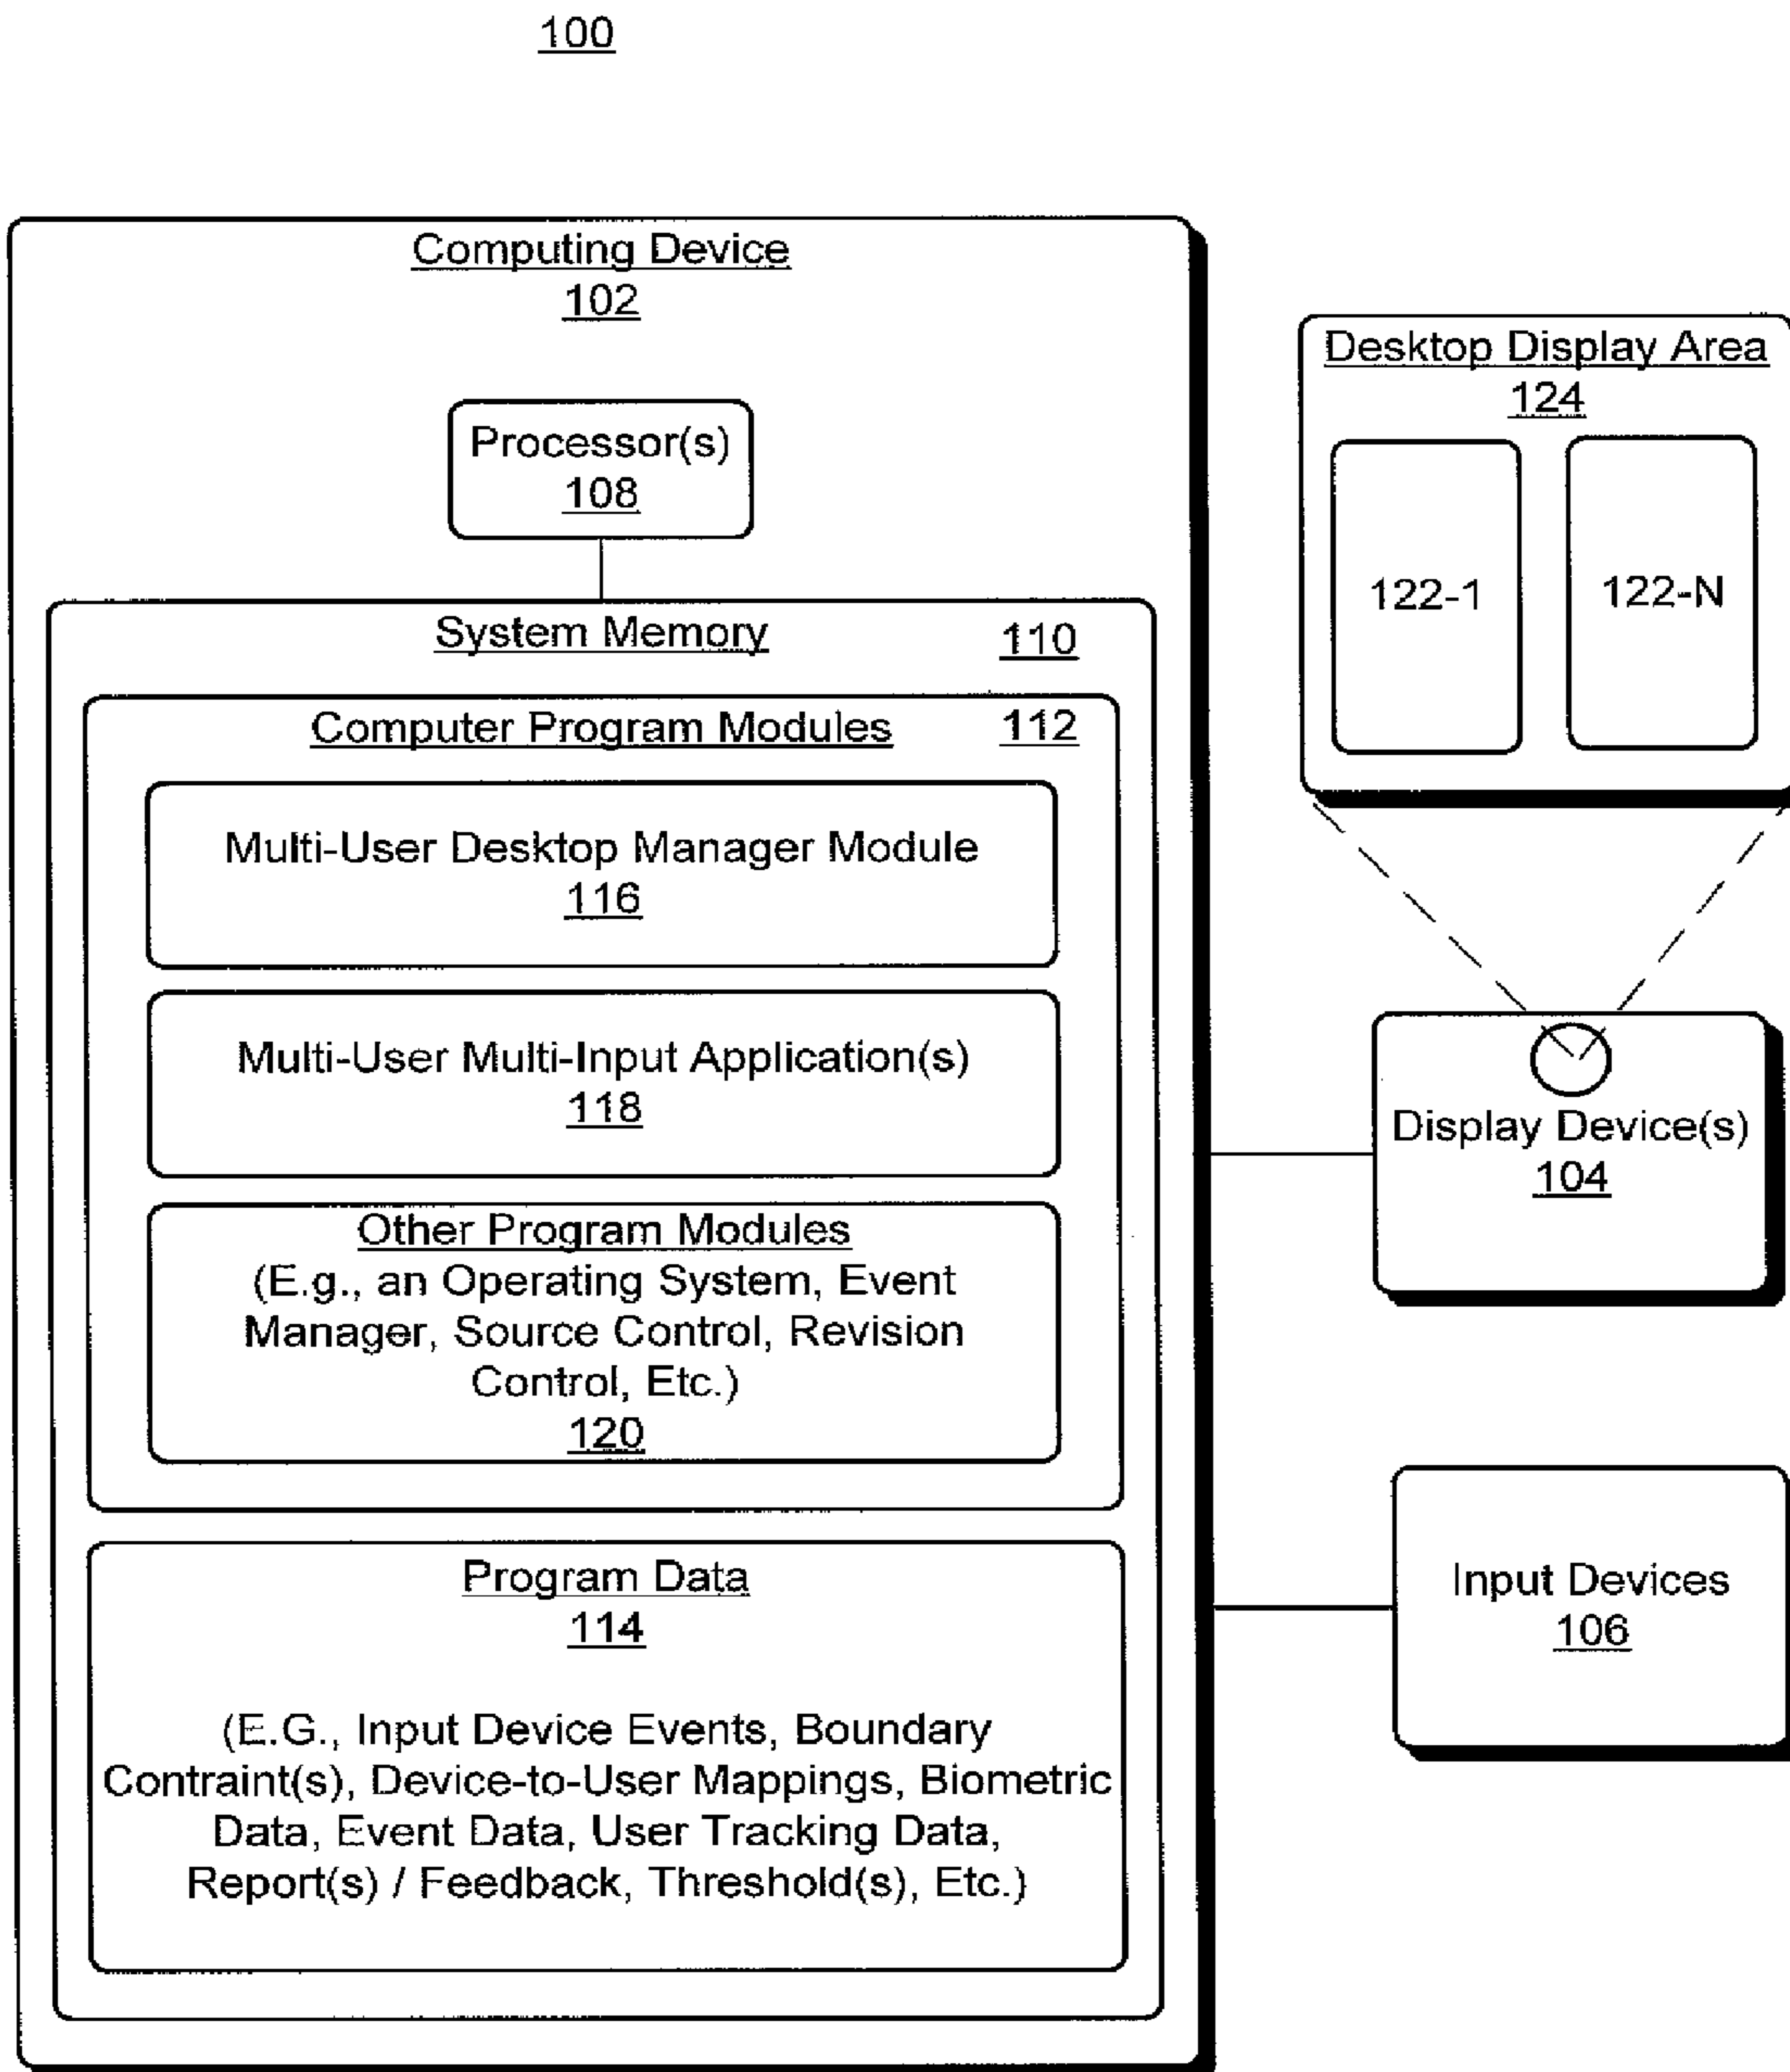 100
Computing Device
102
Processor(s)
108
System Memory 110
Computer Program Modules 112
Multi-User Desktop Manager Module
116
Multi-User Multi-Input Application(s)
118
Other Program Modules
(E.g., an Operating System, Event
Manager, Source Control, Revision
Control, Etc.)
120
Program Data
114
(E.G., Input Device Events, Boundary
Contraint(s), Device-to-User Mappings, Biometric
Data, Event Data, User Tracking Data,
Report(s) / Feedback, Threshold(s), Etc.)
Desktop Display Area
124
122-1
122-N
Display Device(s)
104
Input Devices
106